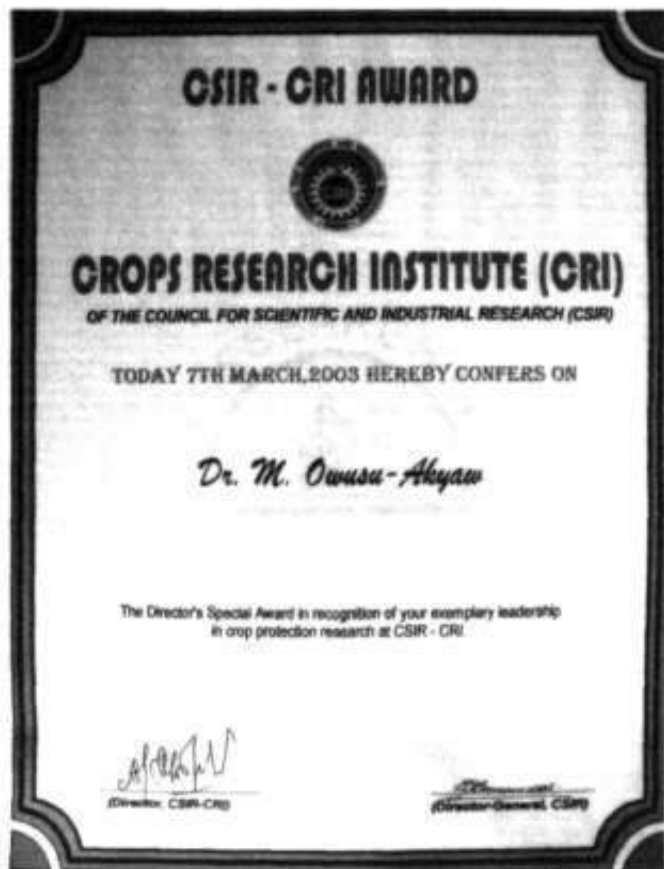 CSIR - CRI AWARD
CROPS RESEARCH INSTITUTE (CRI)
OF THE COUNCIL FOR SCIENTIFIC AND INDUSTRIAL RESEARCH (CSIR)
TODAY 7TH MARCH,2003 HEREBY CONFERS ON
Dr. M. Owusu-Akyaw
The Director's Special Award in recognition of your exemplary leadership
in crop protection research at CSIR - CRI
(Director, CSIR-CRI)
(Director-General, CSIR)